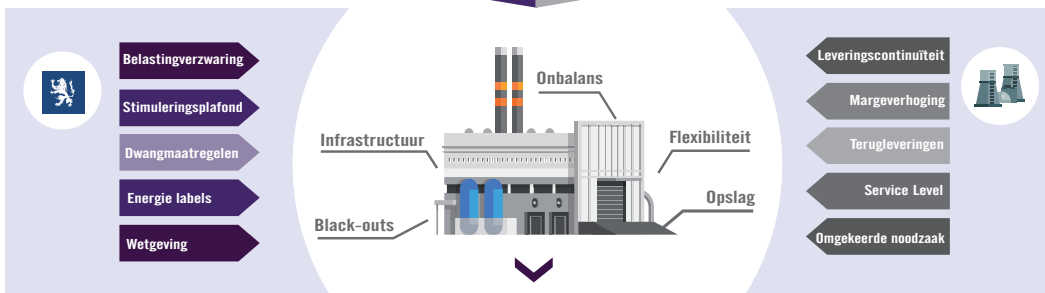 Belastingverzwaring
Stimuleringsplafond
Dwangmaatregelen
Energie labels
Wetgeving
Onbalans
Infrastructuur
Flexibiliteit
Opslag
Black-outs
Leveringscontinuïteit
Margeverhoging
Terugleveringen
Service Level
Omgekeerde noodzaak